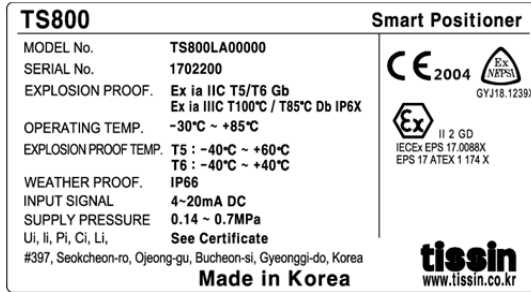 TS800 Smart Positioner
MODEL No. TS800LA00000
SERIAL No. 1702200
EXPLOSION PROOF. Ex ia IIC T5/T6 Gb
Ex ia IIIC T100℃ / T85℃ Db IP6X
OPERATING TEMP. -30℃ ~ +85℃
EXPLOSION PROOF TEMP. T5 : -40℃ ~ +60℃
T6 : -40℃ ~ +40℃
WEATHER PROOF. IP66
INPUT SIGNAL 4~20mA DC
SUPPLY PRESSURE 0.14 ~ 0.7MPa
Ui, Ii, Pi, Ci, Li, See Certificate
#397, Seokcheon-ro, Ojeong-gu, Bucheon-si, Gyeonggi-do, Korea
Made in Korea
CE 2004
Ex
NEPSI
GYJ18.1239X
Ex II 2 GD
IECEx EPS 17.0088X
EPS 17 ATEX 1 174 X
tissin
www.tissin.co.kr